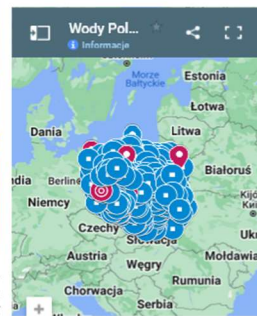 Wody Pol...
Informacje
Morze
Bałtyckie
Estonia
Łotwa
Dania
Litwa
Białoruś
Niemcy
Czechy
Słowacja
Austria
Węgry
Mołdawia
Rumunia
Chorwacja
Serbia